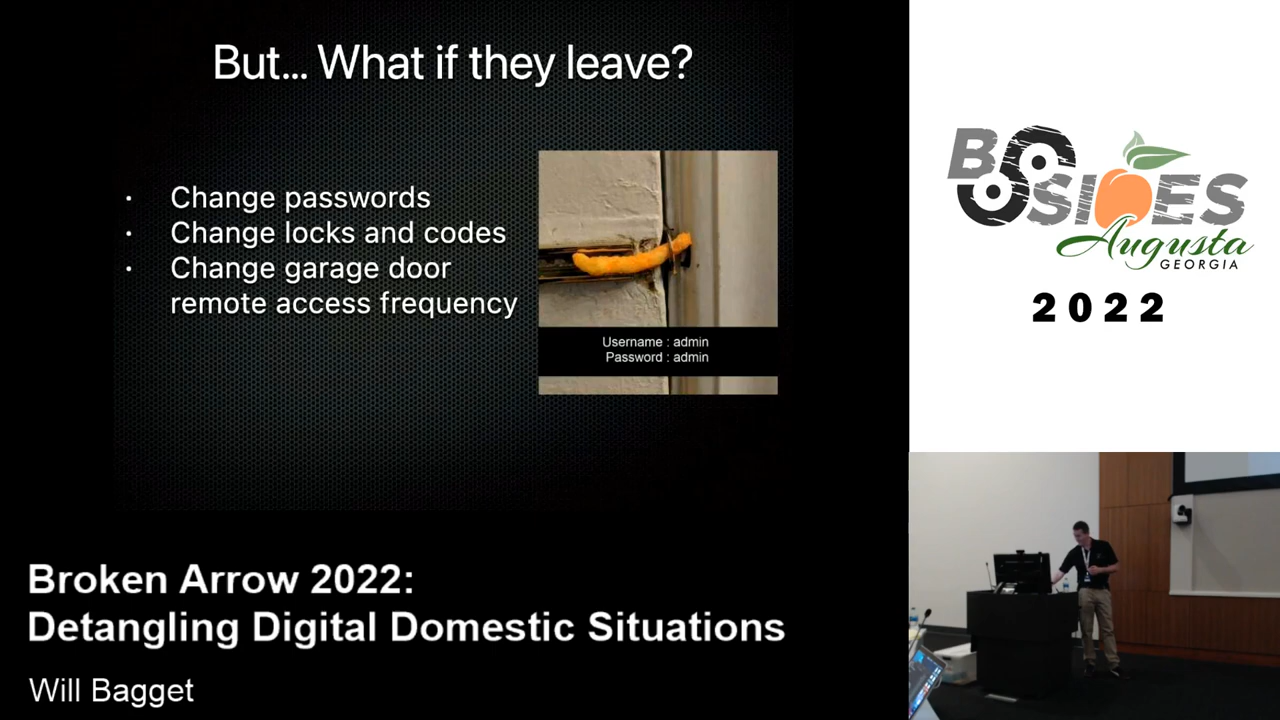 But... What if they leave?
· Change passwords
· Change locks and codes
· Change garage door
remote access frequency
Username : admin
Password : admin
BSIDES
Augusta
GEORGIA
2022
Broken Arrow 2022:
Detangling Digital Domestic Situations
Will Bagget